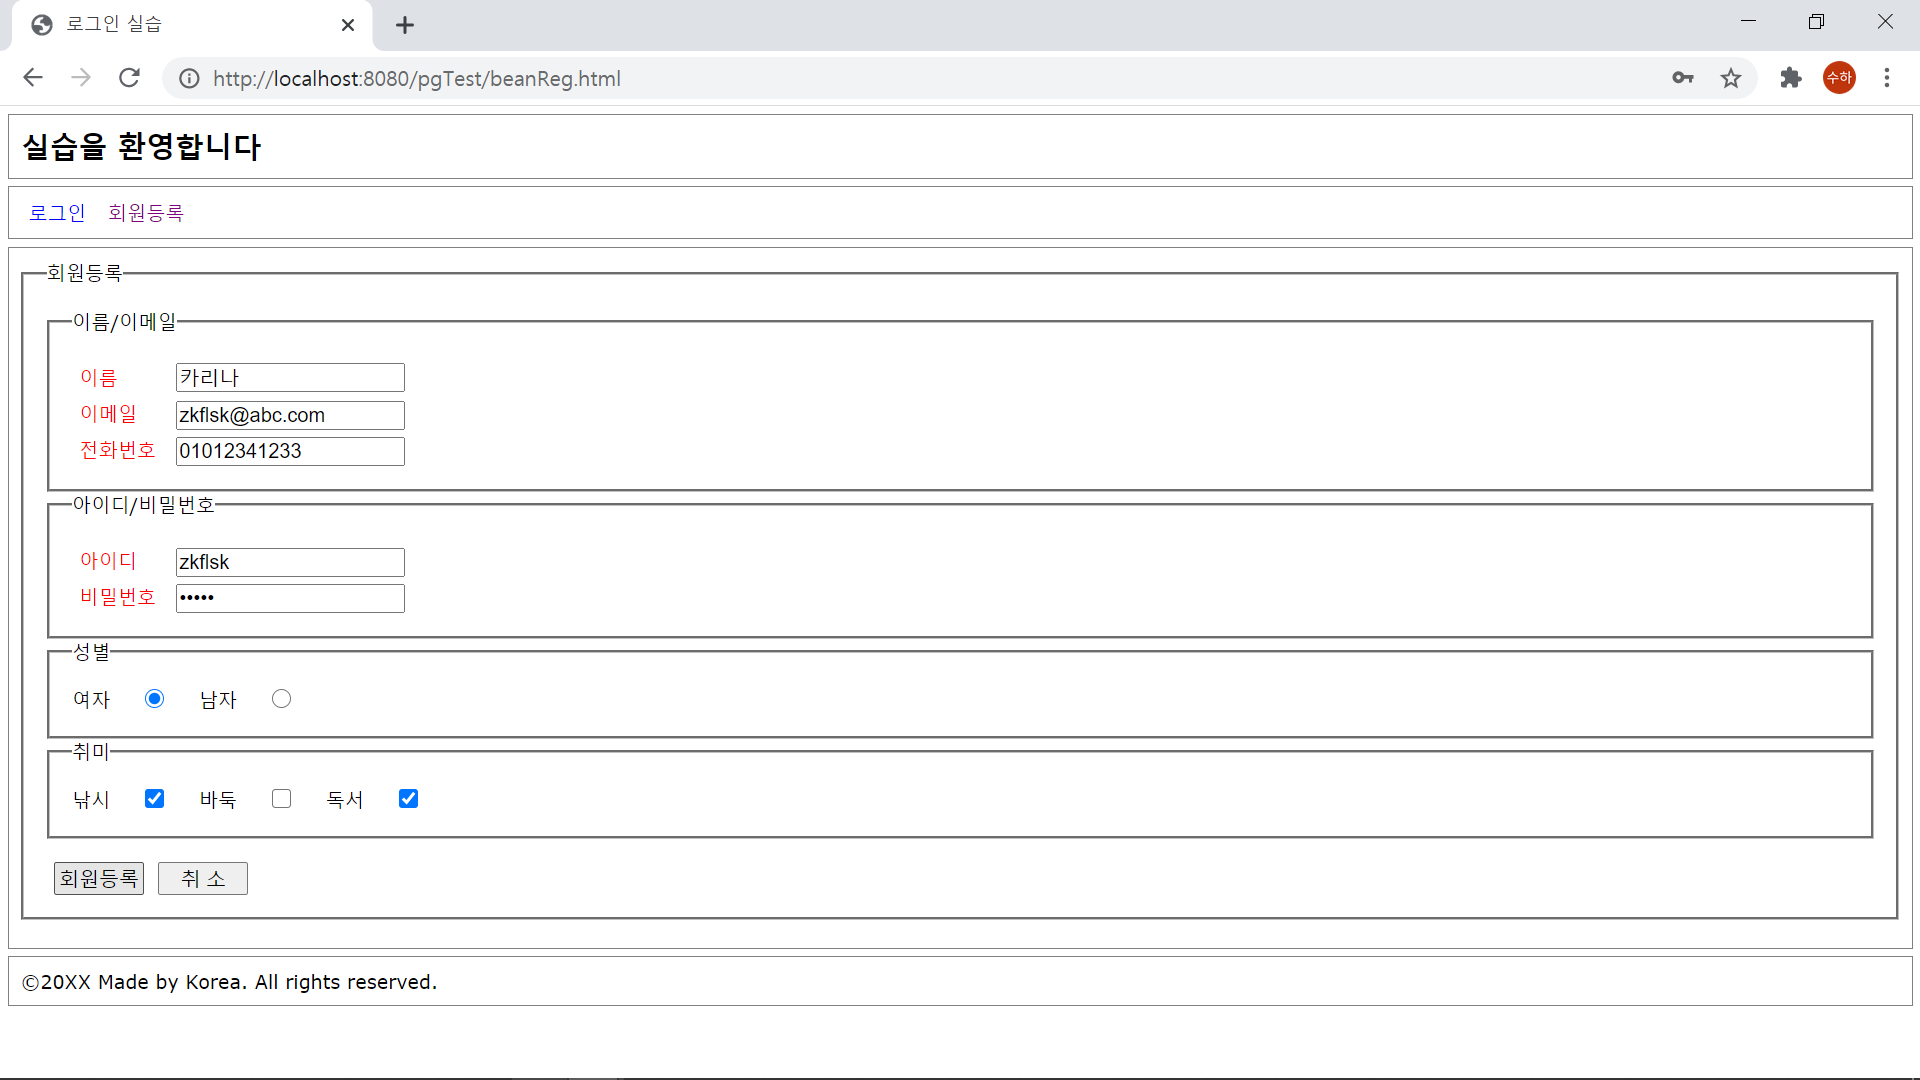 로그인 실습
http://localhost:8080/pgTest/beanReg.html
수하
실습을 환영합니다
로그인 회원등록
회원등록
이름/이메일
이름 카리나
이메일 zkflsk@abc.com
전화번호 01012341233
아이디/비밀번호
아이디 zkflsk
비밀번호 •••••
성별
여자 남자
취미
낚시 바둑 독서
회원등록 취 소
©20XX Made by Korea. All rights reserved.